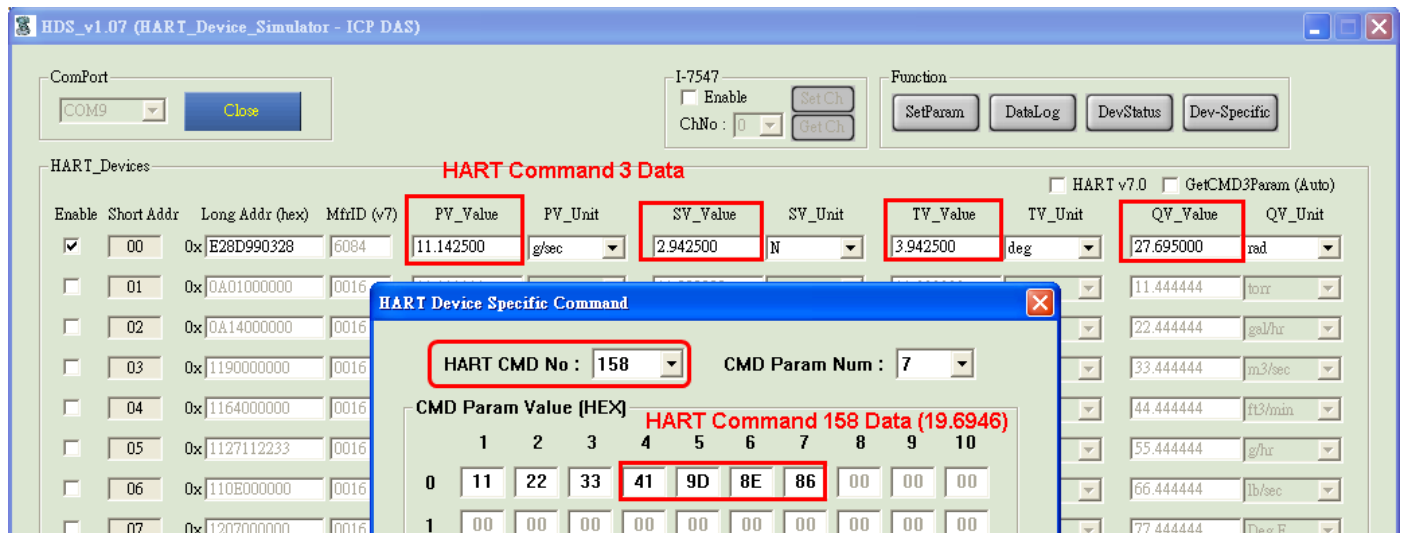 HDS_v1.07 (HART_Device_Simulator - ICP DAS)
ComPort
COM9 Close
I-7547
Enable Set Ch
ChNo : 0 Get Ch
Function
SetParam DataLog DevStatus Dev-Specific
HART_Devices
HART Command 3 Data
HART v7.0 GetCMD3Param (Auto)
Enable Short Addr Long Addr (hex) MfrID (v7) PV_Value PV_Unit SV_Value SV_Unit TV_Value TV_Unit QV_Value QV_Unit
00 0x E28D990328 6084 11.142500 g/sec 2.942500 N 3.942500 deg 27.695000 rad
01 0x 0A01000000 0016 11.444444 torr
HART Device Specific Command
02 0x 0A14000000 0016 22.444444 gal/hr
HART CMD No : 158 CMD Param Num : 7
03 0x 1190000000 0016 33.444444 m3/sec
04 0x 1164000000 0016 44.444444 ft3/min
CMD Param Value (HEX)
HART Command 158 Data (19.6946)
1 2 3 4 5 6 7 8 9 10
05 0x 1127112233 0016 55.444444 g/hr
0 11 22 33 41 9D 8E 86 00 00 00
06 0x 110E000000 0016 66.444444 lb/sec
1 00 00 00 00 00 00 00 00 00 00
07 0x 1207000000 0016 77.444444 Deg F